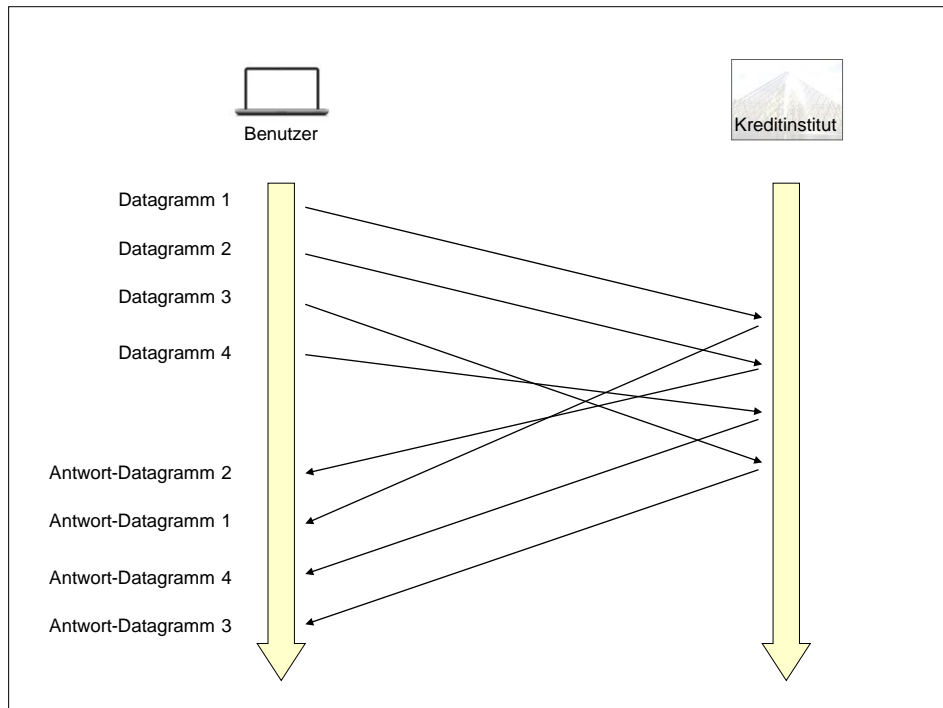 Benutzer
Kreditinstitut
Datagramm 1
Datagramm 2
Datagramm 3
Datagramm 4
Antwort-Datagramm 2
Antwort-Datagramm 1
Antwort-Datagramm 4
Antwort-Datagramm 3